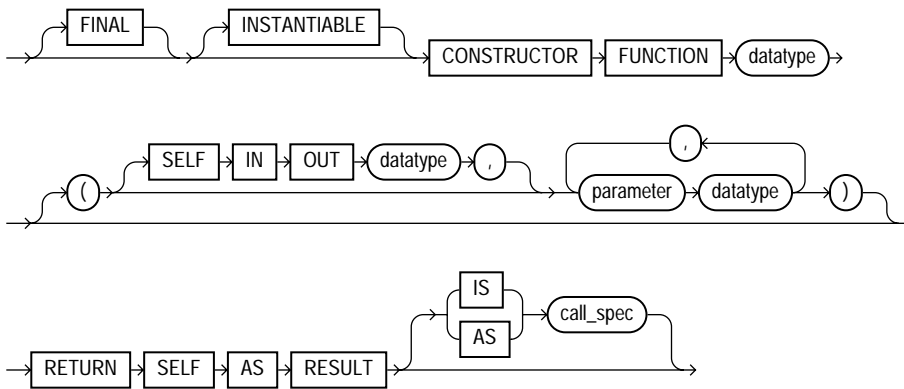 FINAL INSTANTIABLE
CONSTRUCTOR FUNCTION datatype
SELF IN OUT datatype , ,
( parameter datatype )
IS
AS call_spec
RETURN SELF AS RESULT